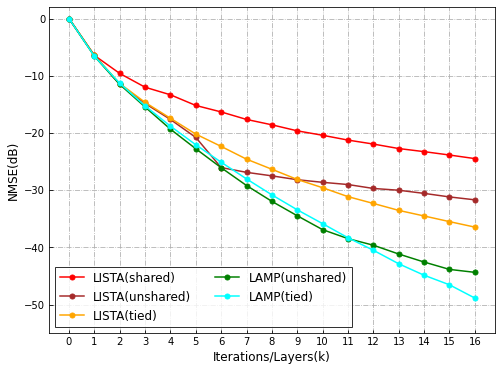 0
−10
−20
−30
−40
−50
NMSE(dB)
LISTA(shared)
LISTA(unshared)
LISTA(tied)
LAMP(unshared)
LAMP(tied)
0 1 2 3 4 5 6 7 8 9 10 11 12 13 14 15 16
Iterations/Layers(k)